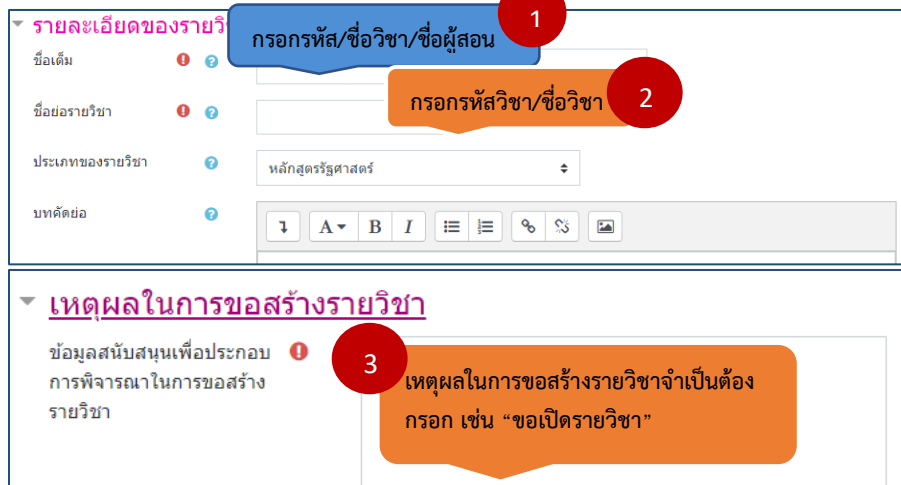 รายละเอียดของรายวิ
กรอกรหัส/ชื่อวิชา/ชื่อผู้สอน
1
ชื่อเต็ม
กรอกรหัสวิชา/ชื่อวิชา
2
ชื่อย่อรายวิชา
ประเภทของรายวิชา
หลักสูตรรัฐศาสตร์
บทคัดย่อ
A B I
เหตุผลในการขอสร้างรายวิชา
ข้อมูลสนับสนุนเพื่อประกอบ
การพิจารณาในการขอสร้าง
รายวิชา
3
เหตุผลในการขอสร้างรายวิชาจำเป็นต้อง
กรอก เช่น “ขอเปิดรายวิชา”